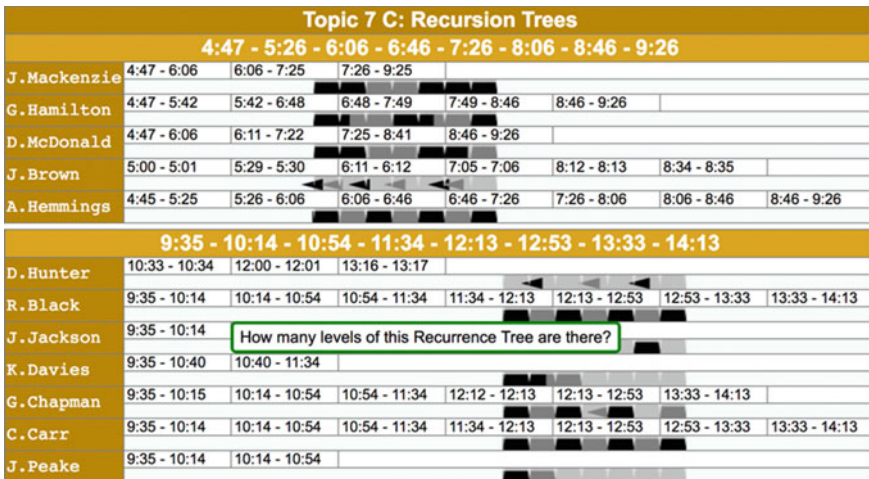 Topic 7 C: Recursion Trees
4:47 - 5:26 - 6:06 - 6:46 - 7:26 - 8:06 - 8:46 - 9:26
J.Mackenzie 4:47 - 6:06 6:06 - 7:25 7:26 - 9:25
G.Hamilton 4:47 - 5:42 5:42 - 6:48 6:48 - 7:49 7:49 - 8:46 8:46 - 9:26
D.McDonald 4:47 - 6:06 6:11 - 7:22 7:25 - 8:41 8:46 - 9:26
J.Brown 5:00 - 5:01 5:29 - 5:30 6:11 - 6:12 7:05 - 7:06 8:12 - 8:13 8:34 - 8:35
A.Hemmings 4:45 - 5:25 5:26 - 6:06 6:06 - 6:46 6:46 - 7:26 7:26 - 8:06 8:06 - 8:46 8:46 - 9:26
9:35 - 10:14 - 10:54 - 11:34 - 12:13 - 12:53 - 13:33 - 14:13
D.Hunter 10:33 - 10:34 12:00 - 12:01 13:16 - 13:17
R.Black 9:35 - 10:14 10:14 - 10:54 10:54 - 11:34 11:34 - 12:13 12:13 - 12:53 12:53 - 13:33 13:33 - 14:13
J.Jackson 9:35 - 10:14
How many levels of this Recurrence Tree are there?
K.Davies 9:35 - 10:40 10:40 - 11:34
G.Chapman 9:35 - 10:15 10:14 - 10:54 10:54 - 11:34 12:12 - 12:13 12:13 - 12:53 13:33 - 14:13
C.Carr 9:35 - 10:14 10:14 - 10:54 10:54 - 11:34 11:34 - 12:13 12:13 - 12:53 12:53 - 13:33 13:33 - 14:13
J.Peake 9:35 - 10:14 10:14 - 10:54